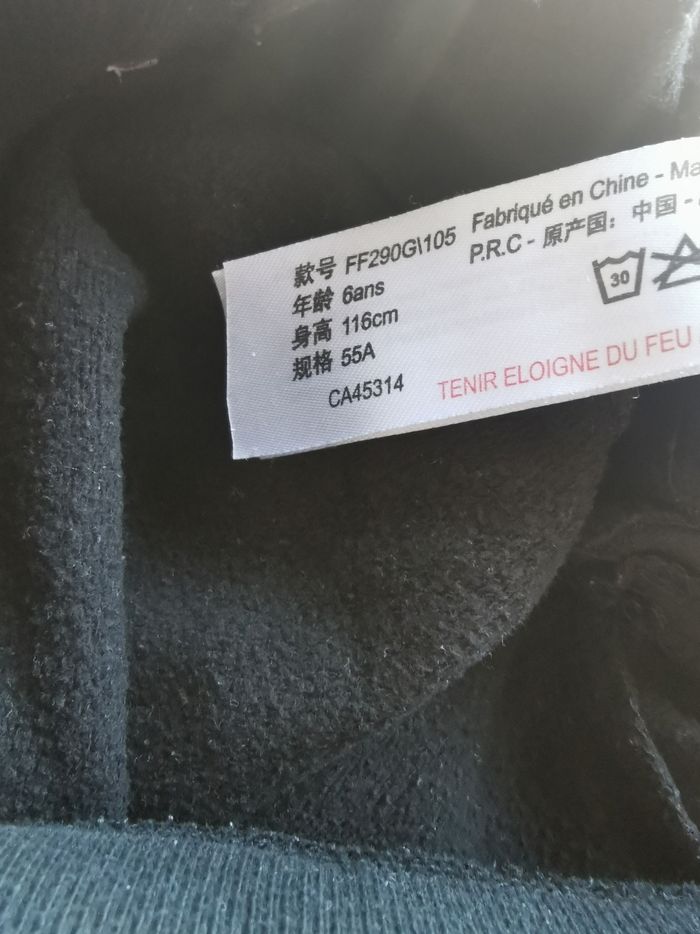 款号 FF290G\105
年龄 6ans
身高 116cm
规格 55A
CA45314
Fabriqué en Chine -
P.R.C - 原产国: 中国 -
30
TENIR ELOIGNE DU FEU